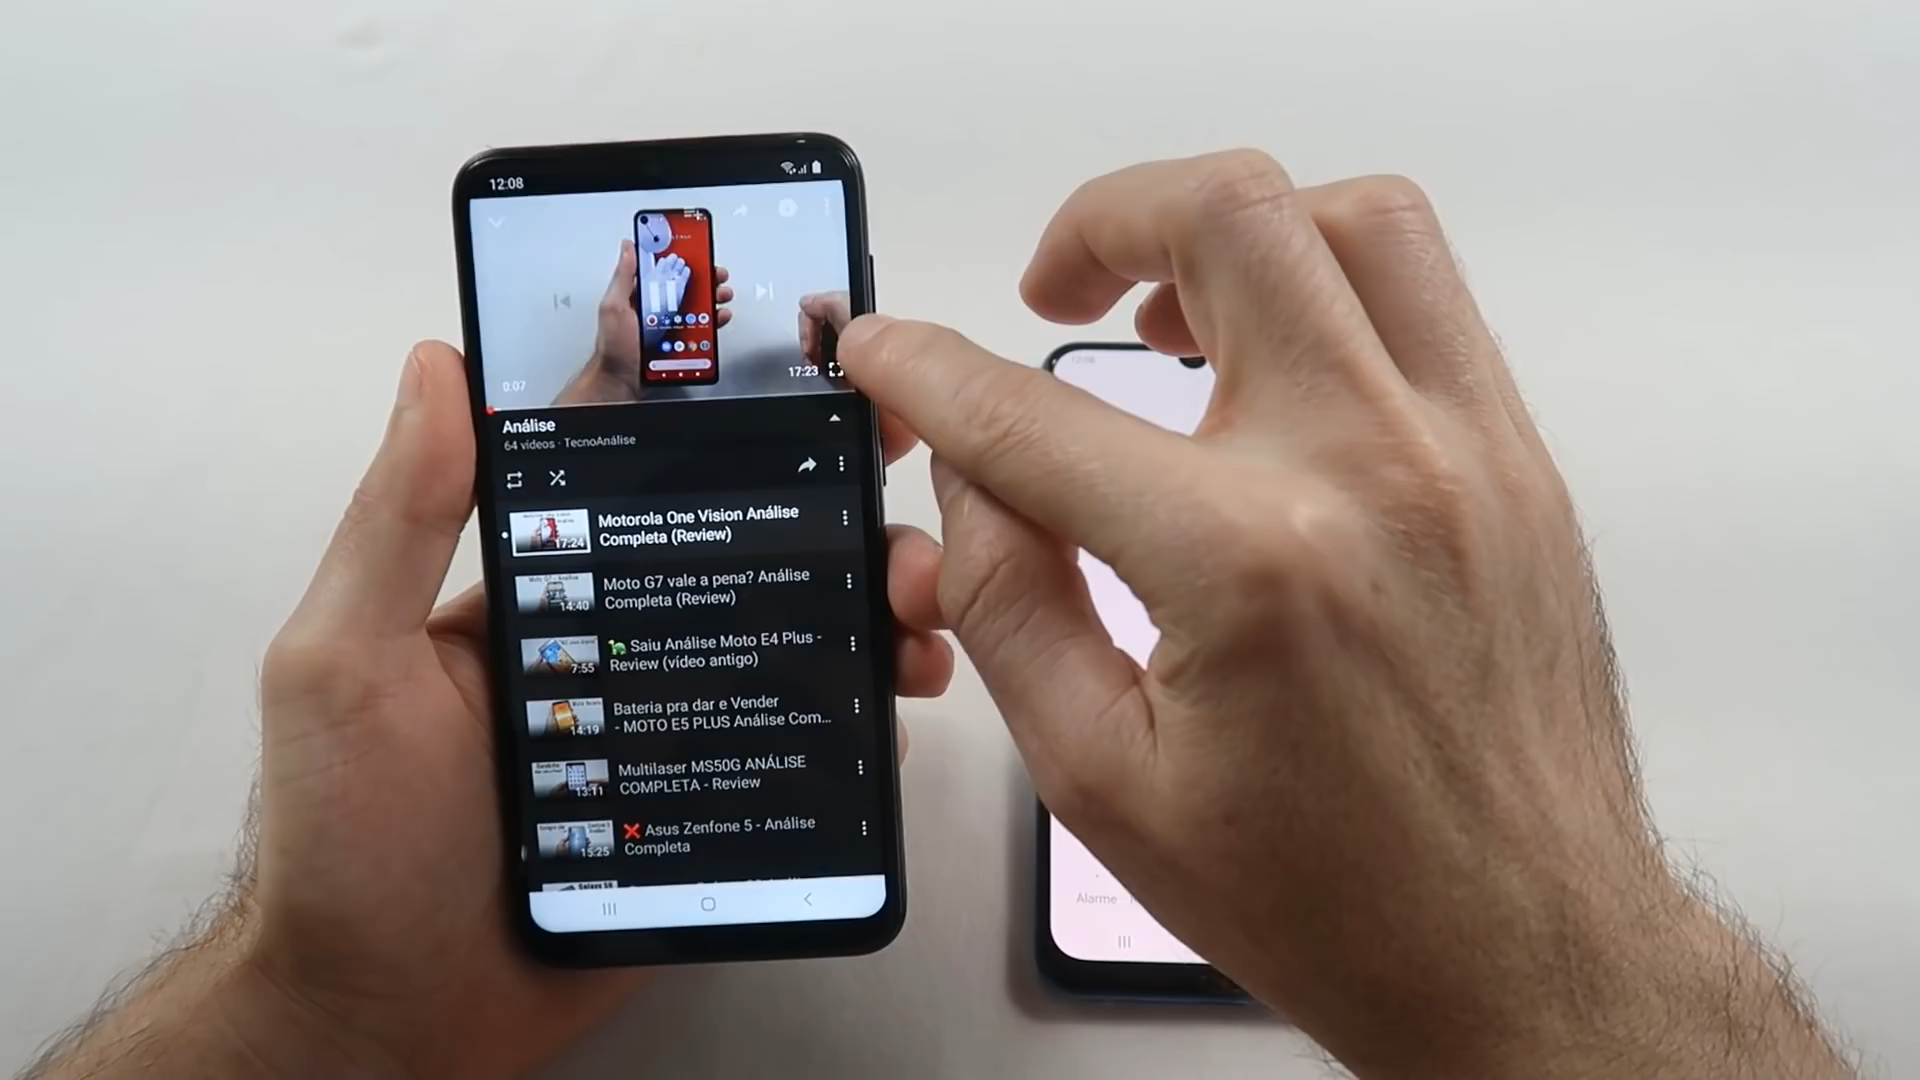 12:08
0:07
17:23
Análise
64 vídeos · TecnoAnálise
Motorola One Vision Análise
Completa (Review)
17:24
Moto G7 vale a pena? Análise
Completa (Review)
14:40
Saiu Análise Moto E4 Plus -
Review (vídeo antigo)
7:55
Bateria pra dar e Vender
- MOTO E5 PLUS Análise Com...
14:19
Multilaser MS50G ANÁLISE
COMPLETA - Review
13:11
Asus Zenfone 5 - Análise
Completa
15:25
12:08
Alarme